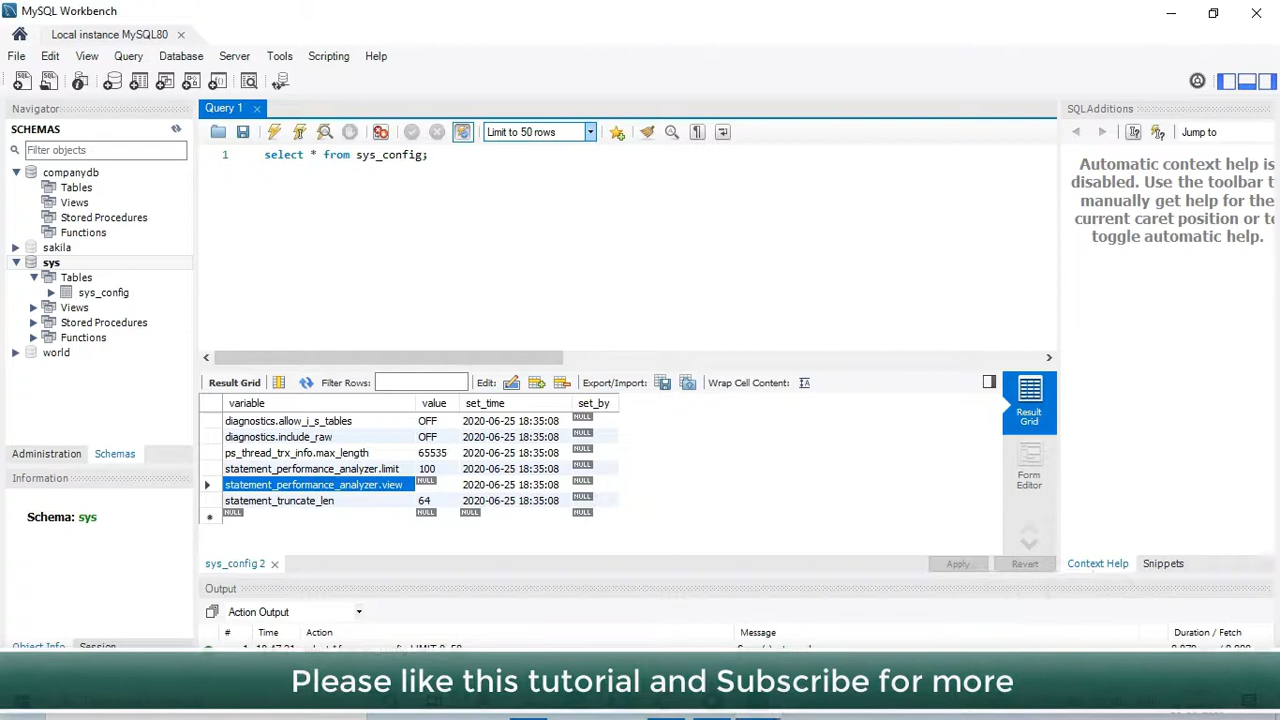 MySQL Workbench
Local instance MySQL80
File Edit View Query Database Server Tools Scripting Help
Navigator
SCHEMAS
Filter objects
companydb
Tables
Views
Stored Procedures
Functions
sakila
sys
Tables
sys_config
Views
Stored Procedures
Functions
world
Administration Schemas
Information
Schema: sys
Object Info Session
Query 1
Limit to 50 rows
1 select * from sys_config;
Result Grid Filter Rows: Edit: Export/Import: Wrap Cell Content:
variable value set_time set_by
diagnostics.allow_i_s_tables OFF 2020-06-25 18:35:08 NULL
diagnostics.include_raw OFF 2020-06-25 18:35:08 NULL
ps_thread_trx_info.max_length 65535 2020-06-25 18:35:08 NULL
statement_performance_analyzer.limit 100 2020-06-25 18:35:08 NULL
statement_performance_analyzer.view NULL 2020-06-25 18:35:08 NULL
statement_truncate_len 64 2020-06-25 18:35:08 NULL
NULL NULL NULL NULL
Result
Grid
Form
Editor
sys_config 2
Apply Revert
Output
Action Output
# Time Action Message Duration / Fetch
SQLAdditions
Jump to
Automatic context help is
disabled. Use the toolbar t
manually get help for the
current caret position or to
toggle automatic help.
Context Help Snippets
Please like this tutorial and Subscribe for more